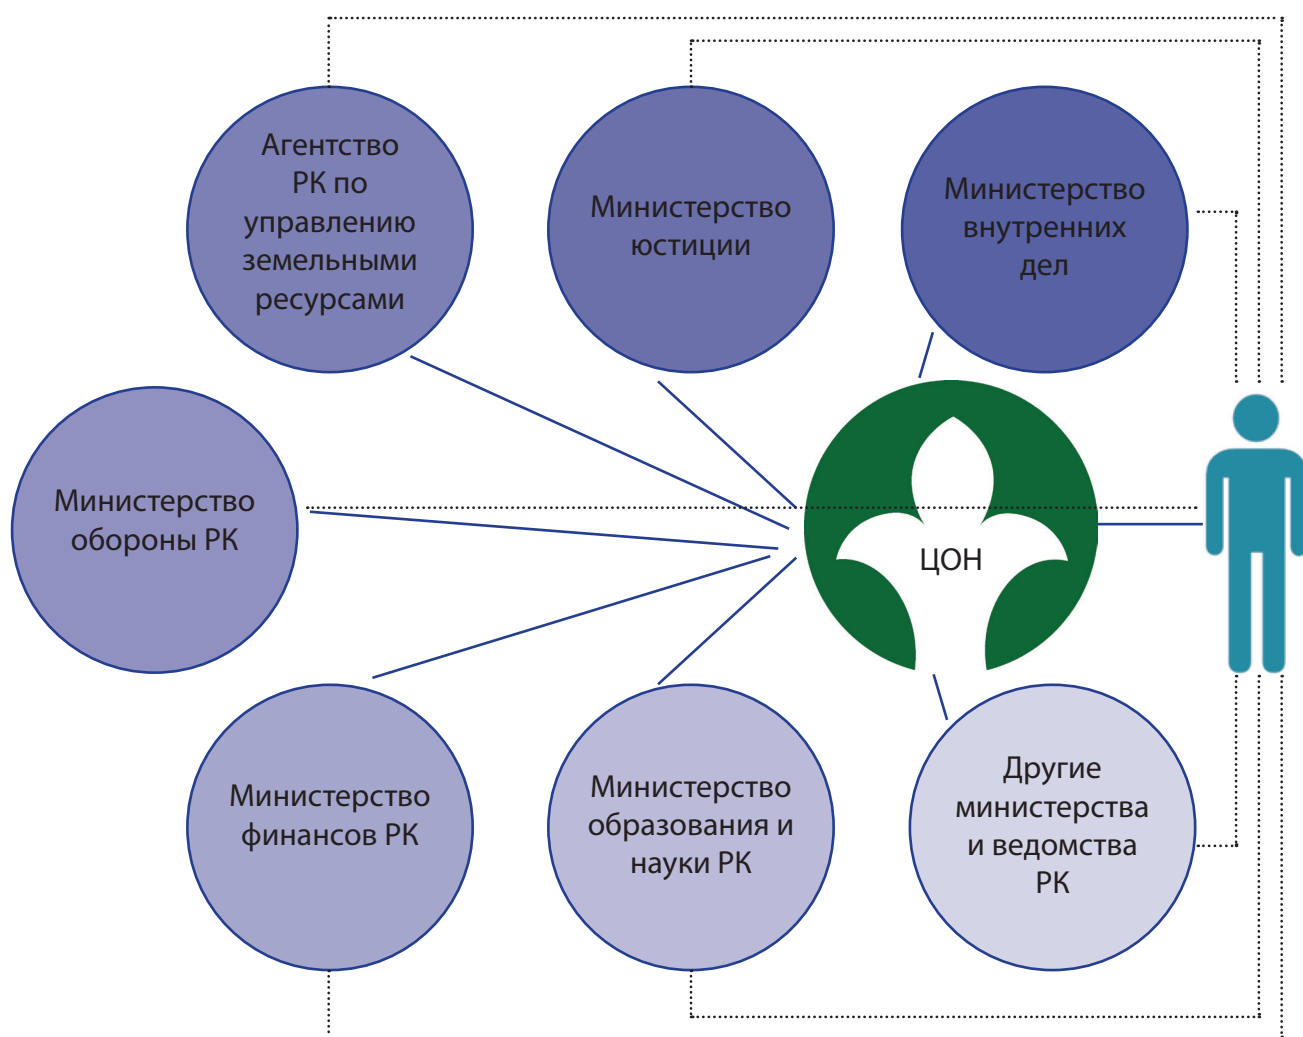 Агентство
РК по
управлению
земельными
ресурсами
Министерство
юстиции
Министерство
внутренних
дел
Министерство
обороны РК
ЦОН
Министерство
финансов РК
Министерство
образования и
науки РК
Другие
министерства
и ведомства
РК